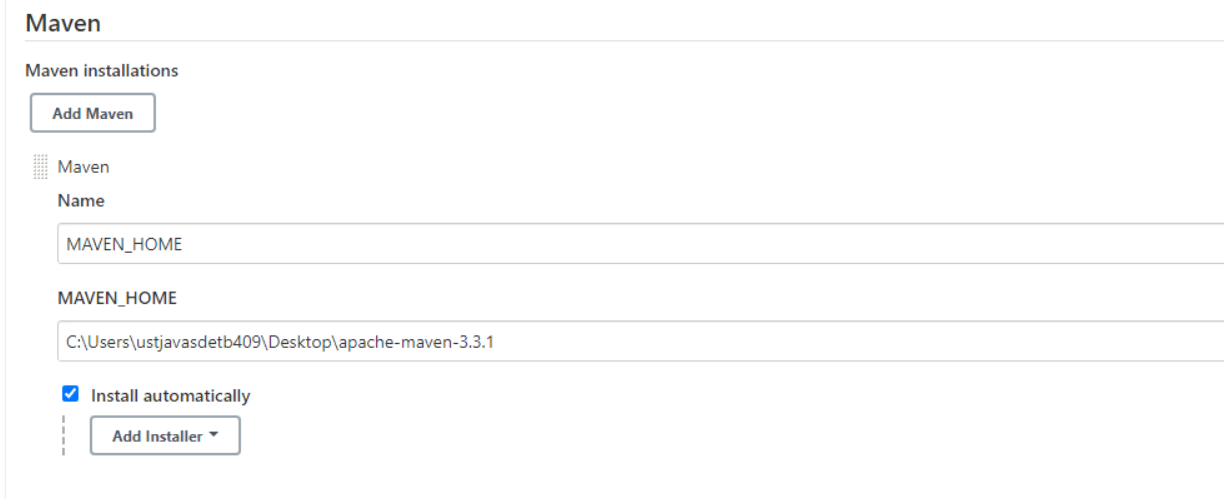 Maven
Maven installations
Add Maven
Maven
Name
MAVEN_HOME
MAVEN_HOME
C:\Users\ustjavasdetb409\Desktop\apache-maven-3.3.1
Install automatically
Add Installer